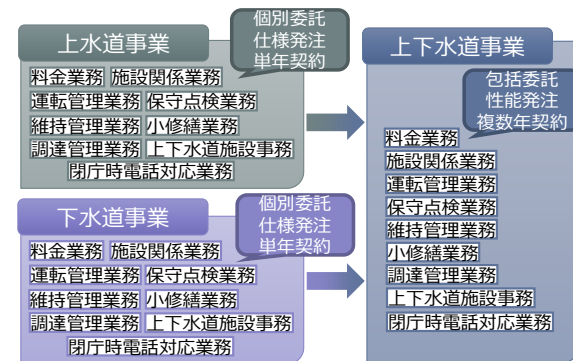 上水道事業
個別委託
仕様発注
単年契約
料金業務 施設関係業務
運転管理業務 保守点検業務
維持管理業務 小修繕業務
調達管理業務 上下水道施設事務
閉庁時電話対応業務
下水道事業
個別委託
仕様発注
単年契約
料金業務 施設関係業務
運転管理業務 保守点検業務
維持管理業務 小修繕業務
調達管理業務 上下水道施設事務
閉庁時電話対応業務
上下水道事業
包括委託
性能発注
複数年契約
料金業務
施設関係業務
運転管理業務
保守点検業務
維持管理業務
小修繕業務
調達管理業務
上下水道施設事務
閉庁時電話対応業務